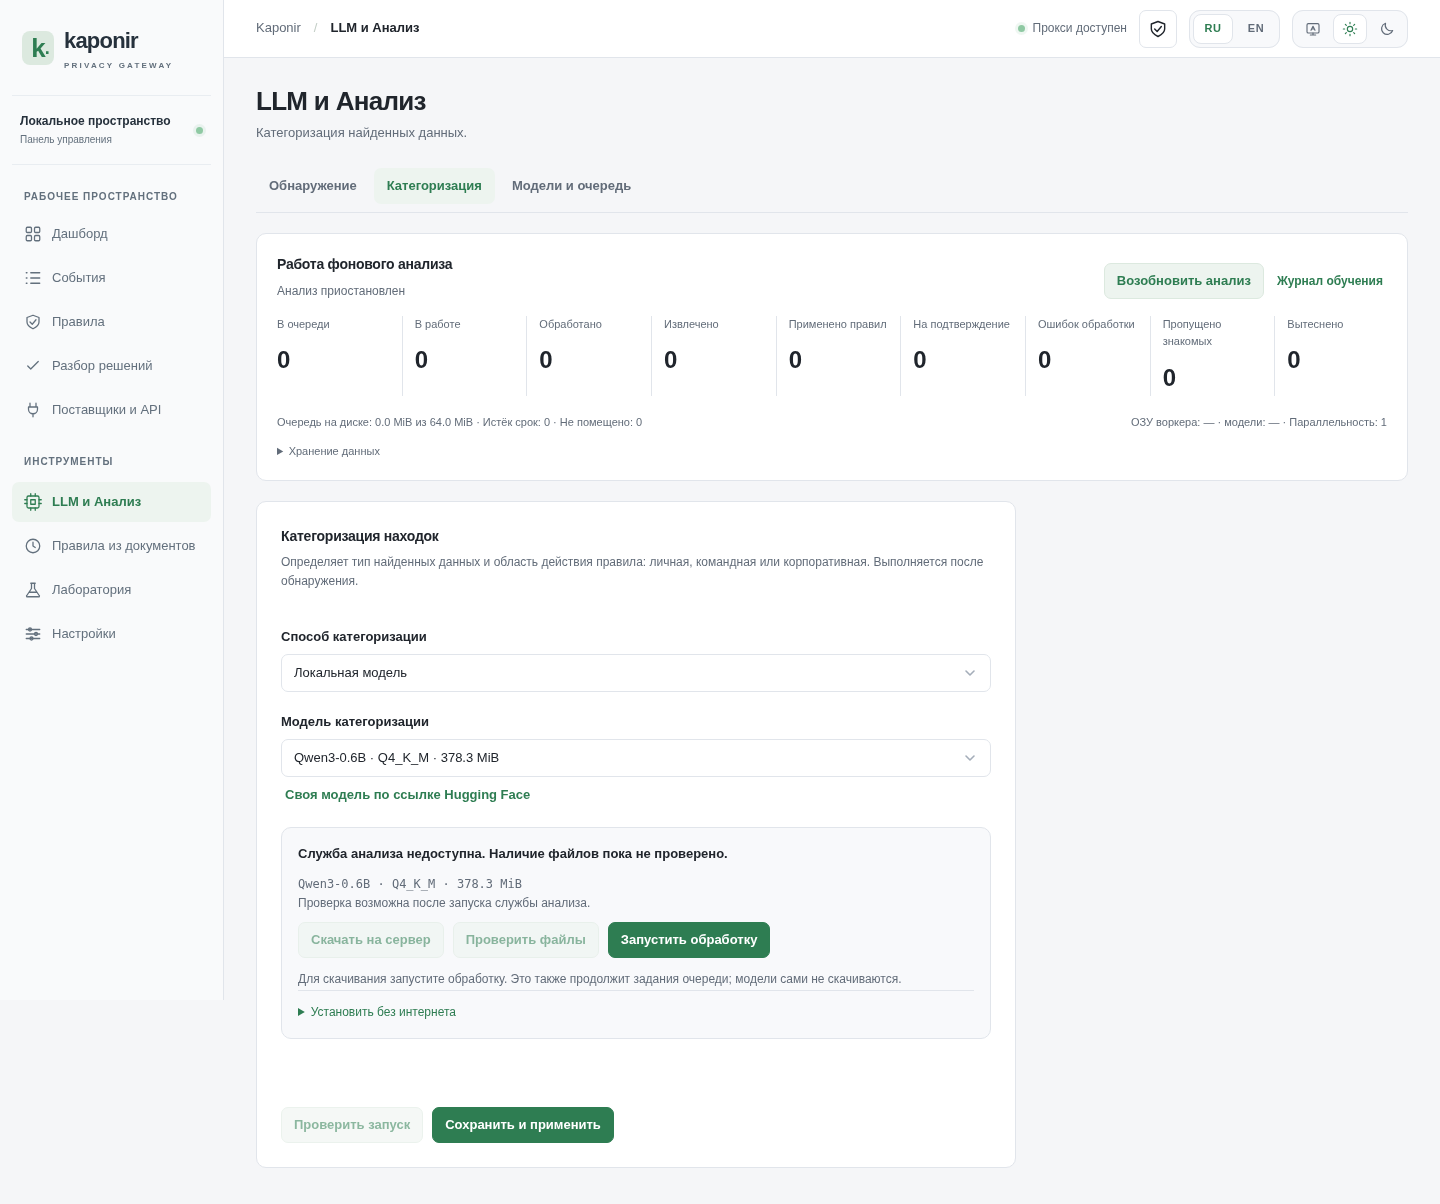 k.
kaponir
PRIVACY GATEWAY
Локальное пространство
Панель управления
РАБОЧЕЕ ПРОСТРАНСТВО
Дашборд
События
Правила
Разбор решений
Поставщики и API
ИНСТРУМЕНТЫ
LLM и Анализ
Правила из документов
Лаборатория
Настройки
Kaponir / LLM и Анализ
Прокси доступен
RU EN
LLM и Анализ
Категоризация найденных данных.
Обнаружение Категоризация Модели и очередь
Работа фонового анализа
Анализ приостановлен
Возобновить анализ Журнал обучения
В очереди
0
В работе
0
Обработано
0
Извлечено
0
Применено правил
0
На подтверждение
0
Ошибок обработки
0
Пропущено
знакомых
0
Вытеснено
0
Очередь на диске: 0.0 MiB из 64.0 MiB · Истёк срок: 0 · Не помещено: 0
ОЗУ воркера: — · модели: — · Параллельность: 1
Хранение данных
Категоризация находок
Определяет тип найденных данных и область действия правила: личная, командная или корпоративная. Выполняется после
обнаружения.
Способ категоризации
Локальная модель
Модель категоризации
Qwen3-0.6B · Q4_K_M · 378.3 MiB
Своя модель по ссылке Hugging Face
Служба анализа недоступна. Наличие файлов пока не проверено.
Qwen3-0.6B · Q4_K_M · 378.3 MiB
Проверка возможна после запуска службы анализа.
Скачать на сервер Проверить файлы Запустить обработку
Для скачивания запустите обработку. Это также продолжит задания очереди; модели сами не скачиваются.
Установить без интернета
Проверить запуск Сохранить и применить